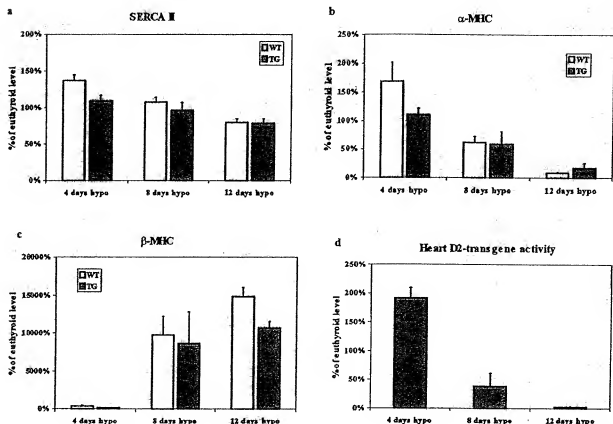 a
SERCA II
% of euthyroid level
200%
150%
100%
50%
0%
WT
TG
4 days hypo
8 days hypo
12 days hypo
b
α-MHC
% of euthyroid level
250%
200%
150%
100%
50%
0%
WT
TG
4 days hypo
8 days hypo
12 days hypo
c
β-MHC
% of euthyroid level
20000%
15000%
10000%
5000%
0%
WT
TG
4 days hypo
8 days hypo
12 days hypo
d
Heart D2-transgene activity
% of euthyroid level
250%
200%
150%
100%
50%
0%
4 days hypo
8 days hypo
12 days hypo